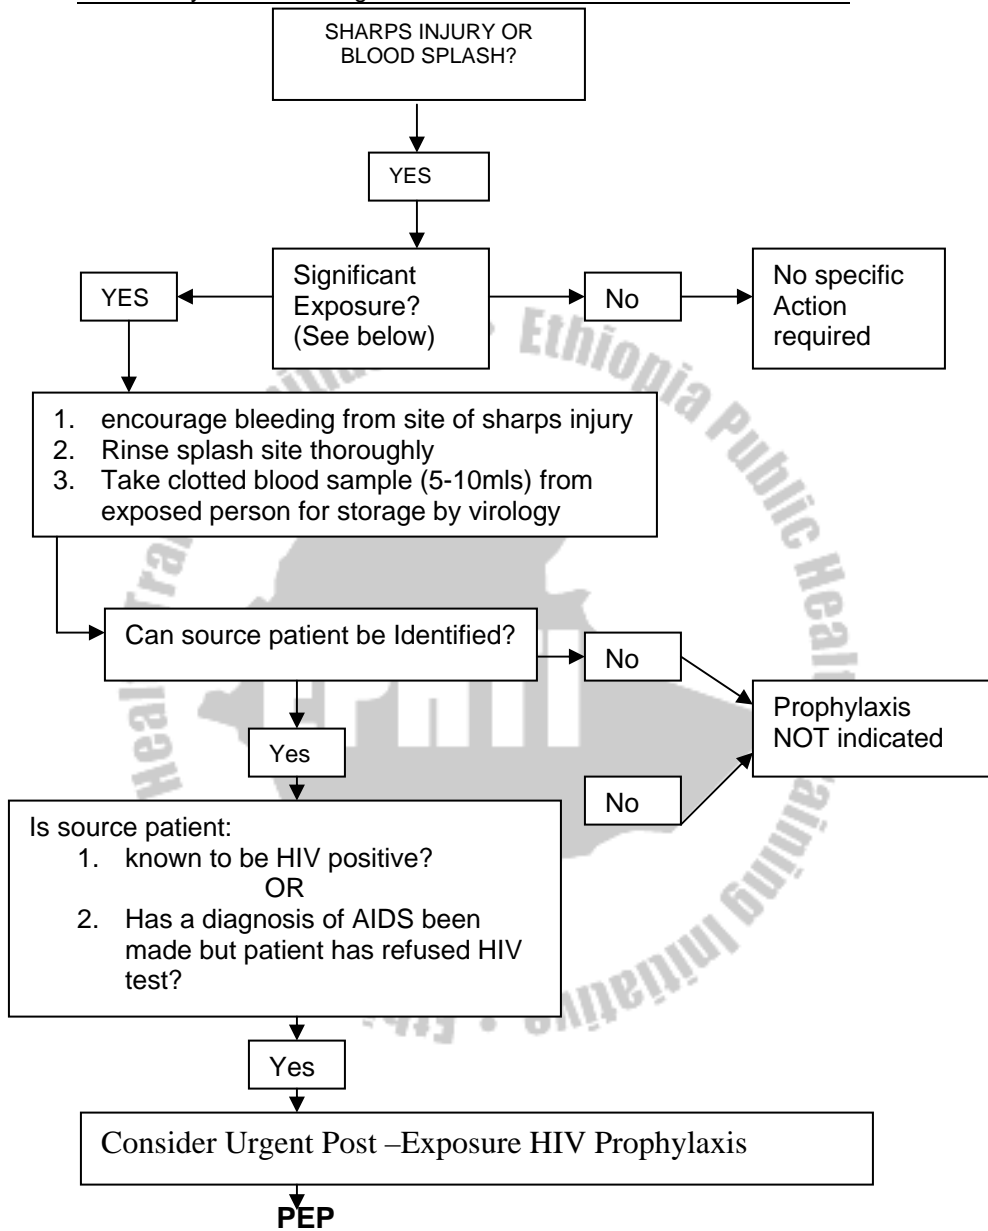 SHARPS INJURY OR
BLOOD SPLASH?
YES
Significant
Exposure?
(See below)
YES
No
No specific
Action
required
1. encourage bleeding from site of sharps injury
2. Rinse splash site thoroughly
3. Take clotted blood sample (5-10mls) from
exposed person for storage by virology
Can source patient be Identified?
No
Prophylaxis
NOT indicated
Yes
No
Is source patient:
1. known to be HIV positive?
OR
2. Has a diagnosis of AIDS been
made but patient has refused HIV
test?
Yes
Consider Urgent Post –Exposure HIV Prophylaxis
PEP
Ethiopia Public